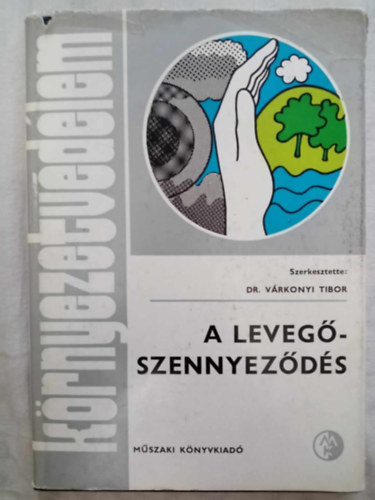 környezetvédelem
Szerkesztette:
DR. VÁRKONYI TIBOR
A LEVEGŐ-
SZENNYEZŐDÉS
MŰSZAKI KÖNYVKIADÓ